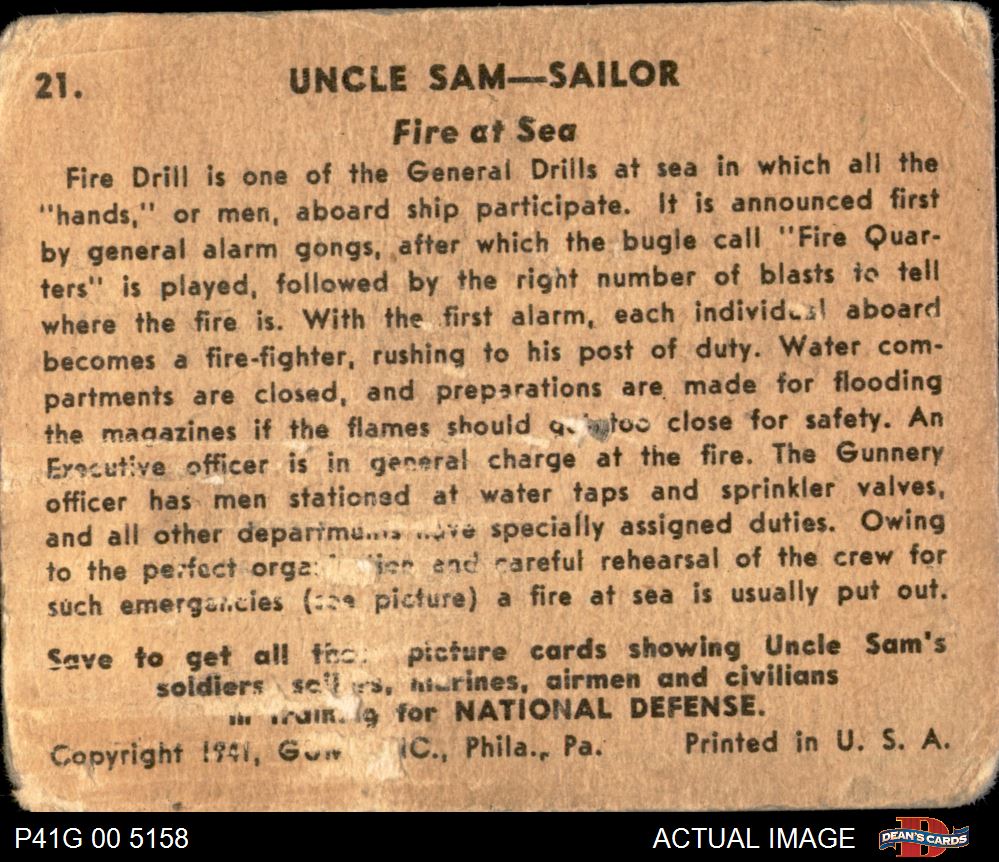 21.
UNCLE SAM—SAILOR
Fire at Sea
Fire Drill is one of the General Drills at sea in which all the
"hands," or men, aboard ship participate. It is announced first
by general alarm gongs, after which the bugle call "Fire Quar-
ters" is played, followed by the right number of blasts to tell
where the fire is. With the first alarm, each individual aboard
becomes a fire-fighter, rushing to his post of duty. Water com-
partments are closed, and preparations are made for flooding
the magazines if the flames should too close for safety. An
Executive officer is in general charge at the fire. The Gunnery
officer has men stationed at water taps and sprinkler valves,
and all other departments have specially assigned duties. Owing
to the perfect organization and careful rehearsal of the crew for
such emergencies (see picture) a fire at sea is usually put out.
Save to get all picture cards showing Uncle Sam's
soldiers sailors, marines, airmen and civilians
in training for NATIONAL DEFENSE.
Copyright 1941, Phila., Pa. Printed in U. S. A.
P41G 00 5158
ACTUAL IMAGE
DEAN'S CARDS